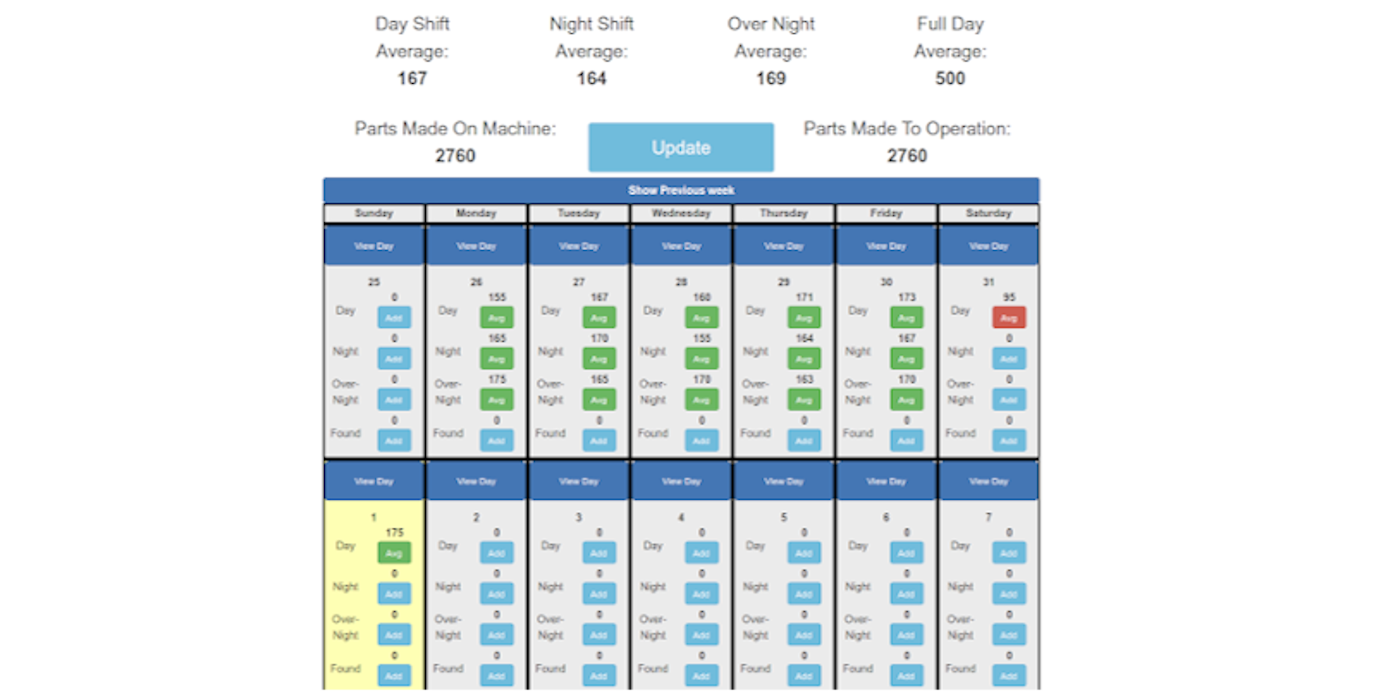 Day Shift Night Shift Over Night Full Day
Average: Average: Average: Average:
167 164 169 500
Parts Made On Machine: Update Parts Made To Operation:
2760 2760
Show Previous week
Sunday Monday Tuesday Wednesday Thursday Friday Saturday
View Day View Day View Day View Day View Day View Day View Day
25 26 27 28 29 30 31
0 155 167 160 171 173 95
Day Add Day Avg Day Avg Day Avg Day Avg Day Avg Day Avg
0 165 170 155 164 167 0
Night Add Night Avg Night Avg Night Avg Night Avg Night Avg Night Add
0 175 165 170 163 170 0
Over- Over- Over- Over- Over- Over- Over-
Night Add Night Avg Night Avg Night Avg Night Avg Night Avg Night Add
0 0 0 0 0 0 0
Found Add Found Add Found Add Found Add Found Add Found Add Found Add
View Day View Day View Day View Day View Day View Day View Day
1 2 3 4 5 6 7
175 0 0 0 0 0 0
Day Avg Day Add Day Add Day Add Day Add Day Add Day Add
0 0 0 0 0 0 0
Night Add Night Add Night Add Night Add Night Add Night Add Night Add
0 0 0 0 0 0 0
Over- Over- Over- Over- Over- Over- Over-
Night Add Night Add Night Add Night Add Night Add Night Add Night Add
0 0 0 0 0 0 0
Found Add Found Add Found Add Found Add Found Add Found Add Found Add